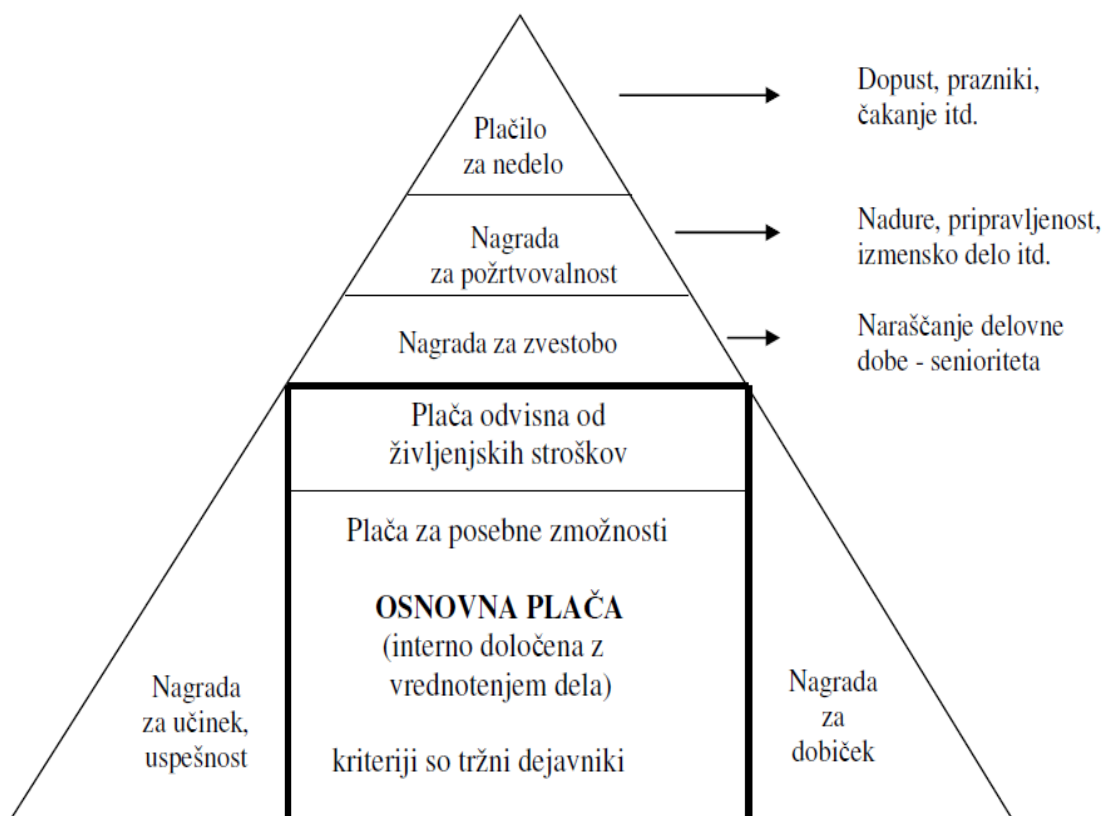 Dopust, prazniki,
čakanje itd.
Plačilo
za nedelo
Nadure, pripravljenost,
izmensko delo itd.
Nagrada
za požrtvovalnost
Naraščanje delovne
dobe - senioriteta
Nagrada za zvestobo
Plača odvisna od
življenjskih stroškov
Plača za posebne zmožnosti
OSNOVNA PLAČA
(interno določena z
vrednotenjem dela)
kriteriji so tržni dejavniki
Nagrada
za učinek,
uspešnost
Nagrada
za
dobiček